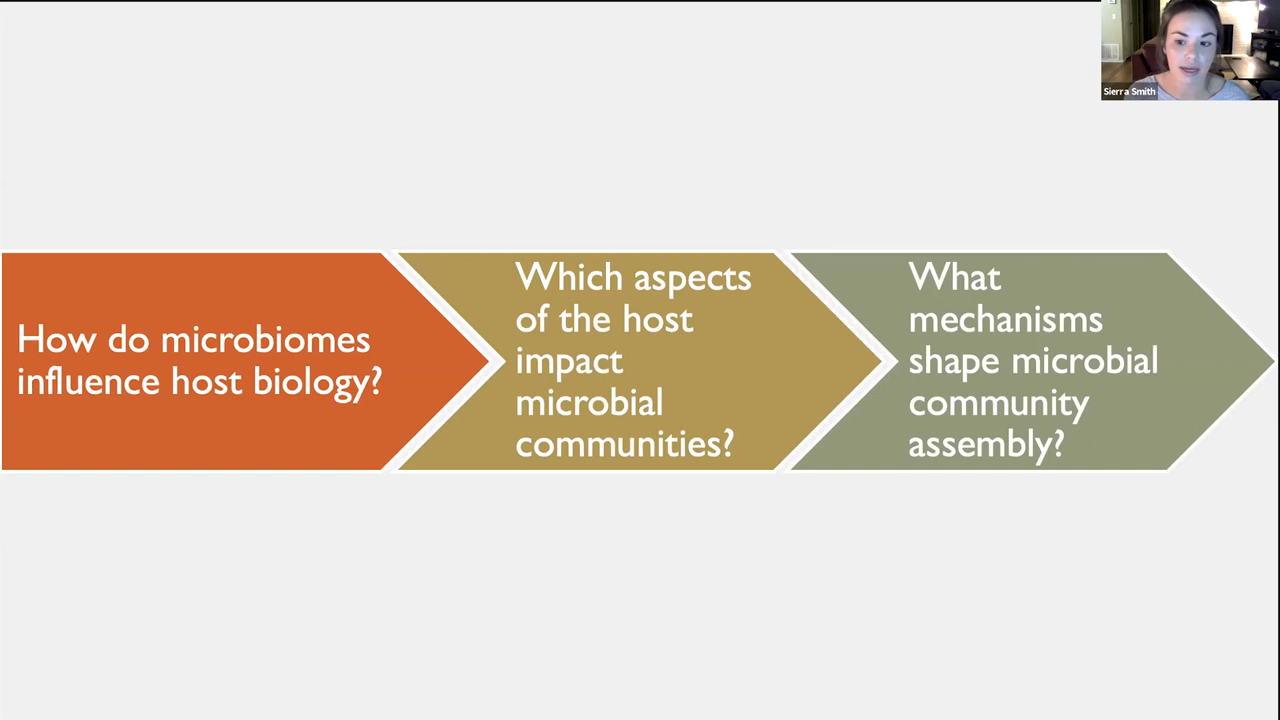 Sierra Smith
How do microbiomes
influence host biology?
Which aspects
of the host
impact
microbial
communities?
What
mechanisms
shape microbial
community
assembly?